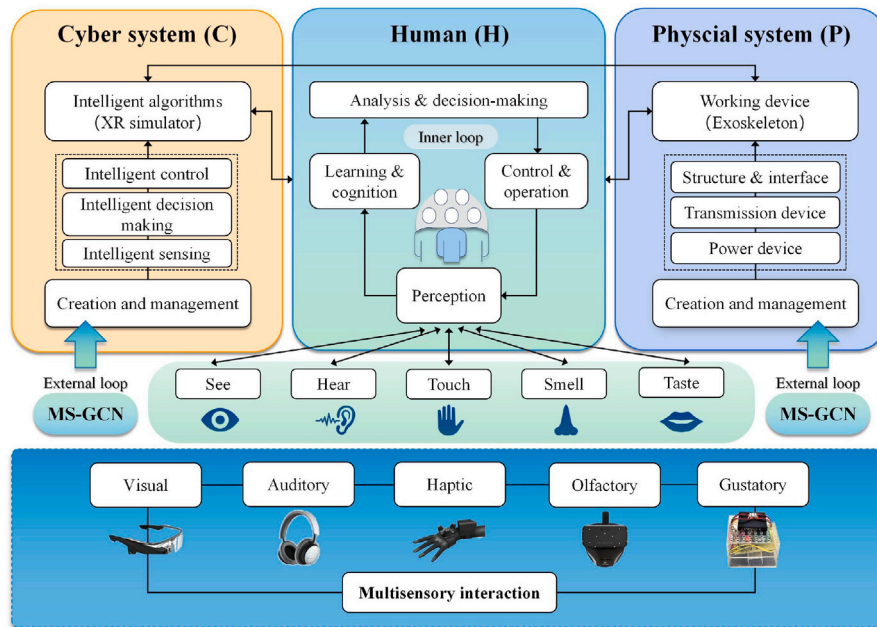 Cyber system (C)
Human (H)
Physcial system (P)
Intelligent algorithms
(XR simulator)
Analysis & decision-making
Working device
(Exoskeleton)
Inner loop
Intelligent control
Intelligent decision
making
Intelligent sensing
Learning &
cognition
Control &
operation
Structure & interface
Transmission device
Power device
Creation and management
Perception
Creation and management
External loop
MS-GCN
See
Hear
Touch
Smell
Taste
External loop
MS-GCN
Visual
Auditory
Haptic
Olfactory
Gustatory
Multisensory interaction